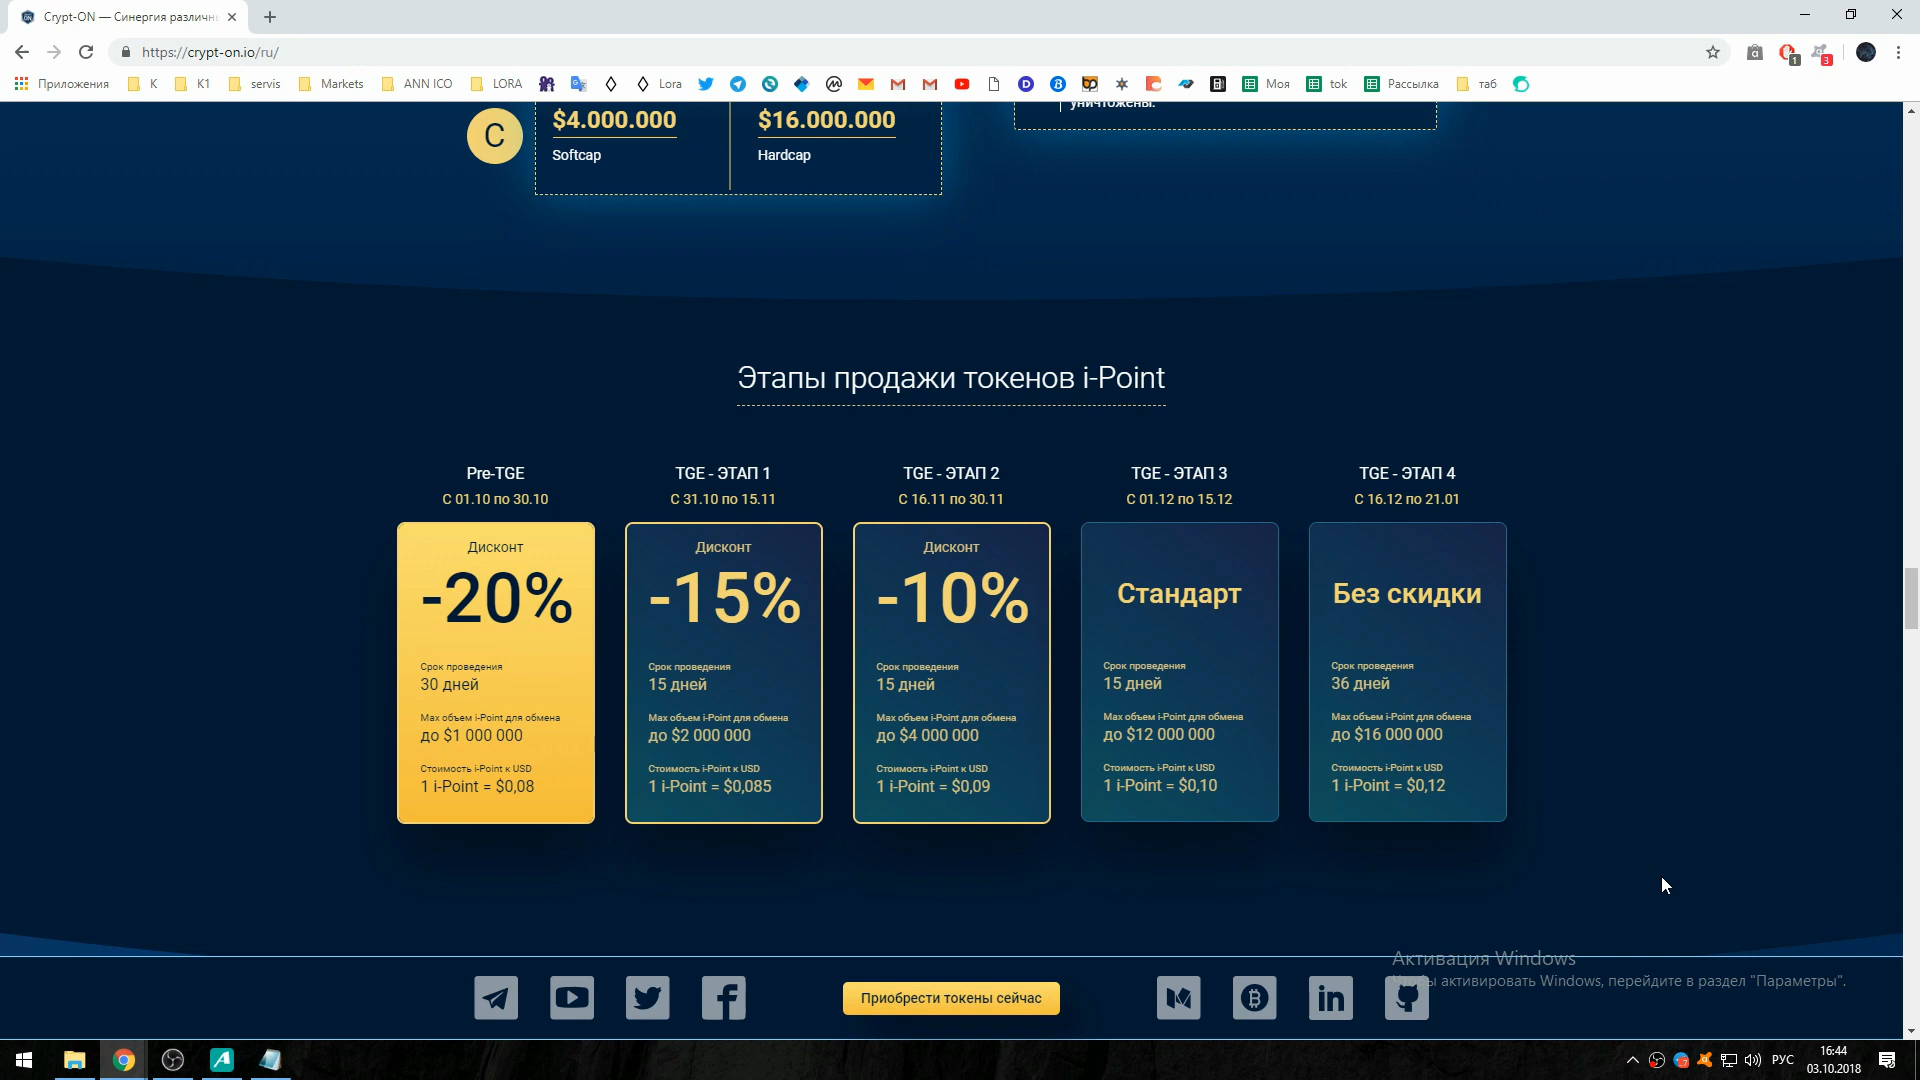 Crypt-ON — Синергия различн
https://crypt-on.io/ru/
Приложения K K1 servis Markets ANN ICO LORA Lora Моя tok Рассылка таб
уничтожены.
C
$4.000.000 $16.000.000
Softcap Hardcap
Этапы продажи токенов i-Point
Pre-TGE
С 01.10 по 30.10
Дисконт
-20%
Срок проведения
30 дней
Max объем i-Point для обмена
до $1 000 000
Стоимость i-Point к USD
1 i-Point = $0,08
TGE - ЭТАП 1
С 31.10 по 15.11
Дисконт
-15%
Срок проведения
15 дней
Max объем i-Point для обмена
до $2 000 000
Стоимость i-Point к USD
1 i-Point = $0,085
TGE - ЭТАП 2
С 16.11 по 30.11
Дисконт
-10%
Срок проведения
15 дней
Max объем i-Point для обмена
до $4 000 000
Стоимость i-Point к USD
1 i-Point = $0,09
TGE - ЭТАП 3
С 01.12 по 15.12
Стандарт
Срок проведения
15 дней
Max объем i-Point для обмена
до $12 000 000
Стоимость i-Point к USD
1 i-Point = $0,10
TGE - ЭТАП 4
С 16.12 по 21.01
Без скидки
Срок проведения
36 дней
Max объем i-Point для обмена
до $16 000 000
Стоимость i-Point к USD
1 i-Point = $0,12
Приобрести токены сейчас
Активация Windows
активировать Windows, перейдите в раздел "Параметры".
РУС
16:44
03.10.2018